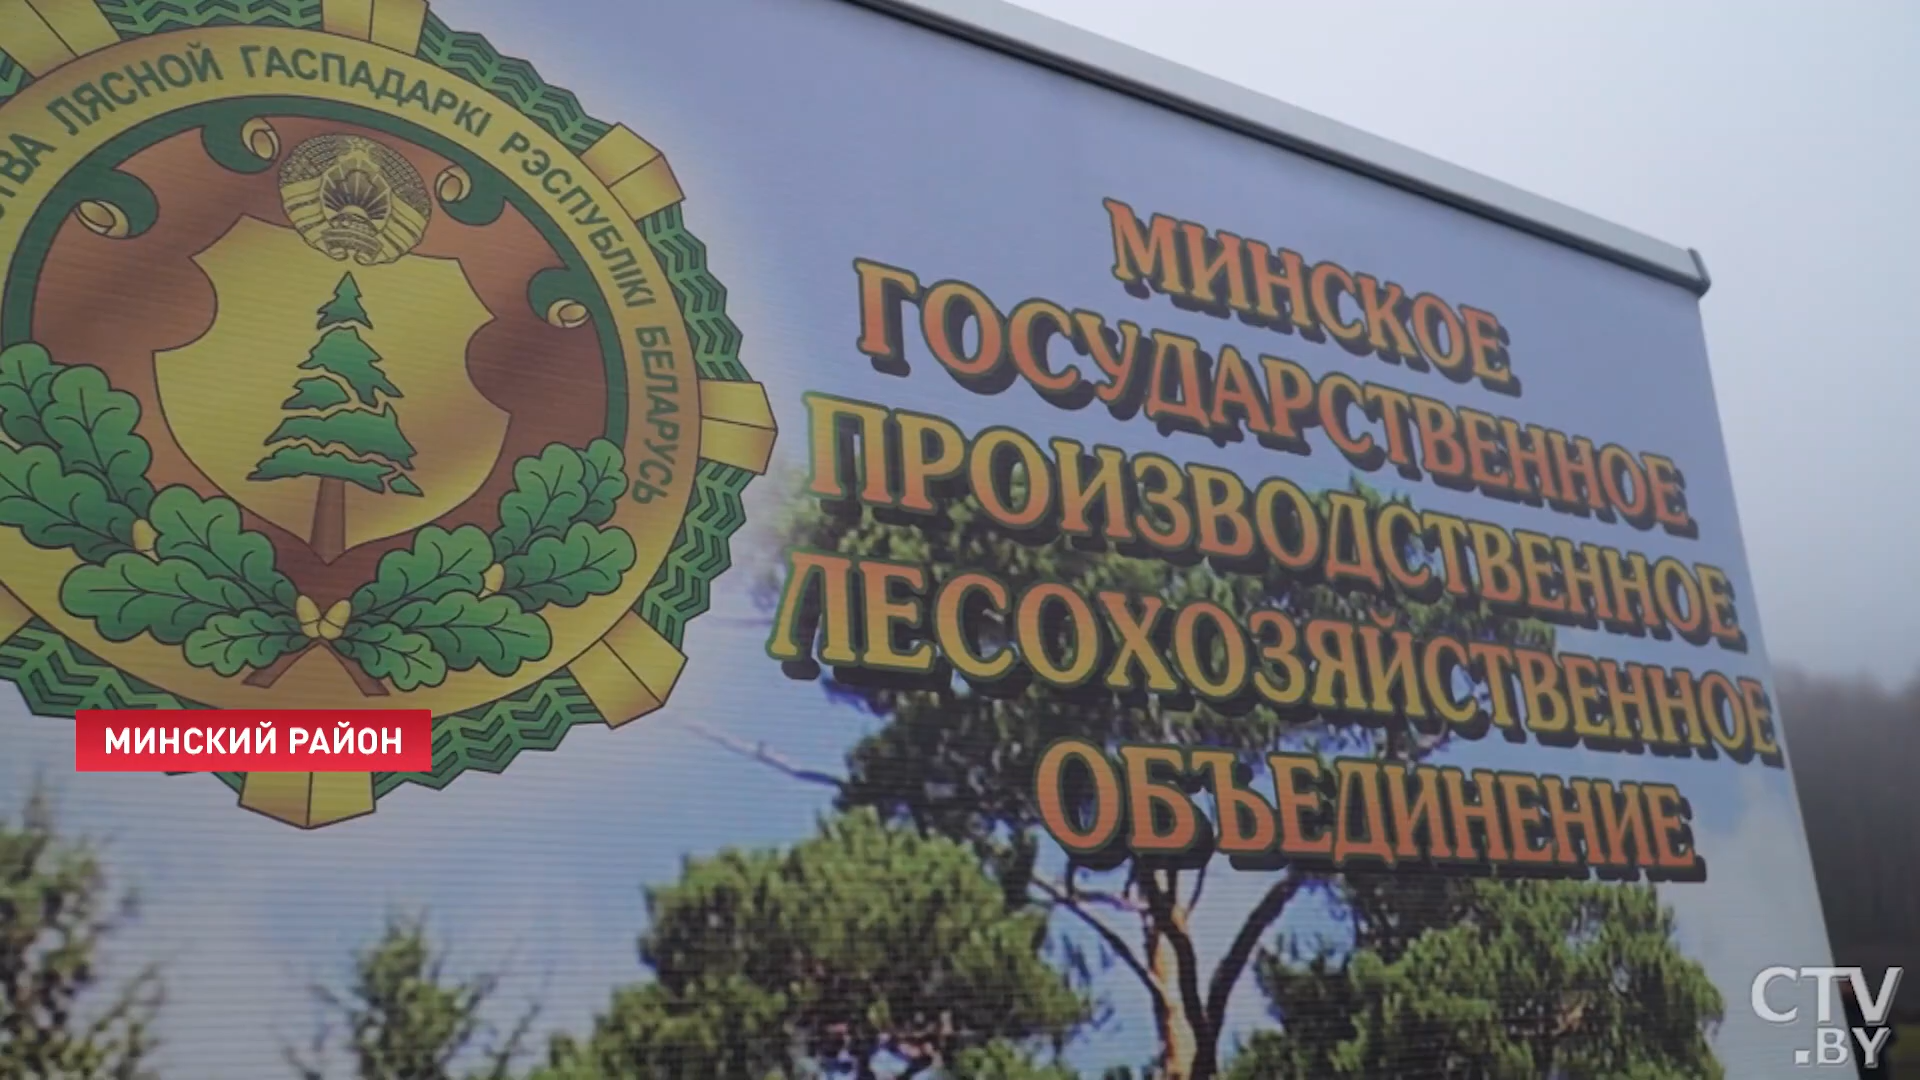 ЛЯСНОЙ ГАСПАДАРКІ РЭСПУБЛІКІ БЕЛАРУСЬ
МИНСКОЕ
ГОСУДАРСТВЕННОЕ
ПРОИЗВОДСТВЕННОЕ
ЛЕСОХОЗЯЙСТВЕННОЕ
ОБЪЕДИНЕНИЕ
МИНСКИЙ РАЙОН
CTV
.BY